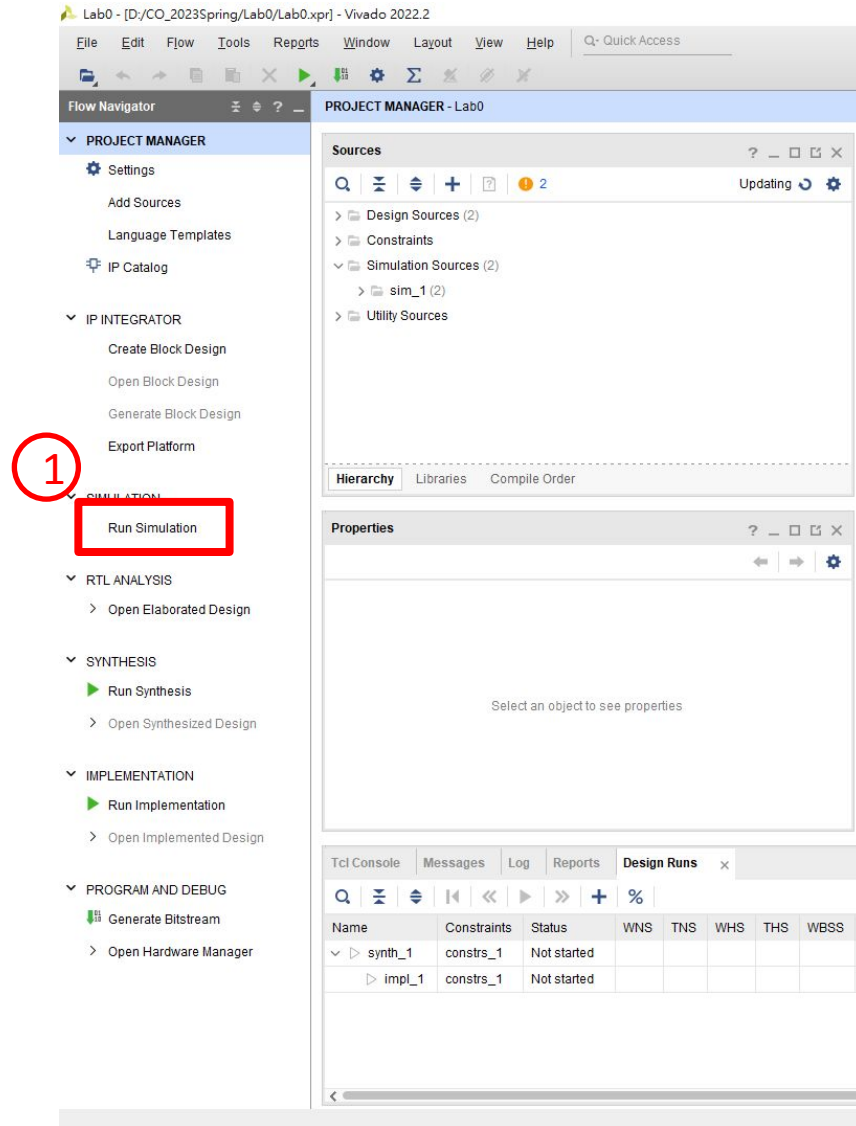 Lab0 - [D:/CO_2023Spring/Lab0/Lab0.xpr] - Vivado 2022.2
File Edit Flow Tools Reports Window Layout View Help Q- Quick Access
Flow Navigator ? _
PROJECT MANAGER - Lab0
PROJECT MANAGER
Settings
Add Sources
Language Templates
IP Catalog
IP INTEGRATOR
Create Block Design
Open Block Design
Generate Block Design
Export Platform
1
SIMULATION
Run Simulation
RTL ANALYSIS
Open Elaborated Design
SYNTHESIS
Run Synthesis
Open Synthesized Design
IMPLEMENTATION
Run Implementation
Open Implemented Design
PROGRAM AND DEBUG
Generate Bitstream
Open Hardware Manager
Sources
2 Updating
Design Sources (2)
Constraints
Simulation Sources (2)
sim_1 (2)
Utility Sources
Hierarchy Libraries Compile Order
Properties
Select an object to see properties
Tcl Console Messages Log Reports Design Runs
Name Constraints Status WNS TNS WHS THS WBSS
synth_1 constrs_1 Not started
impl_1 constrs_1 Not started